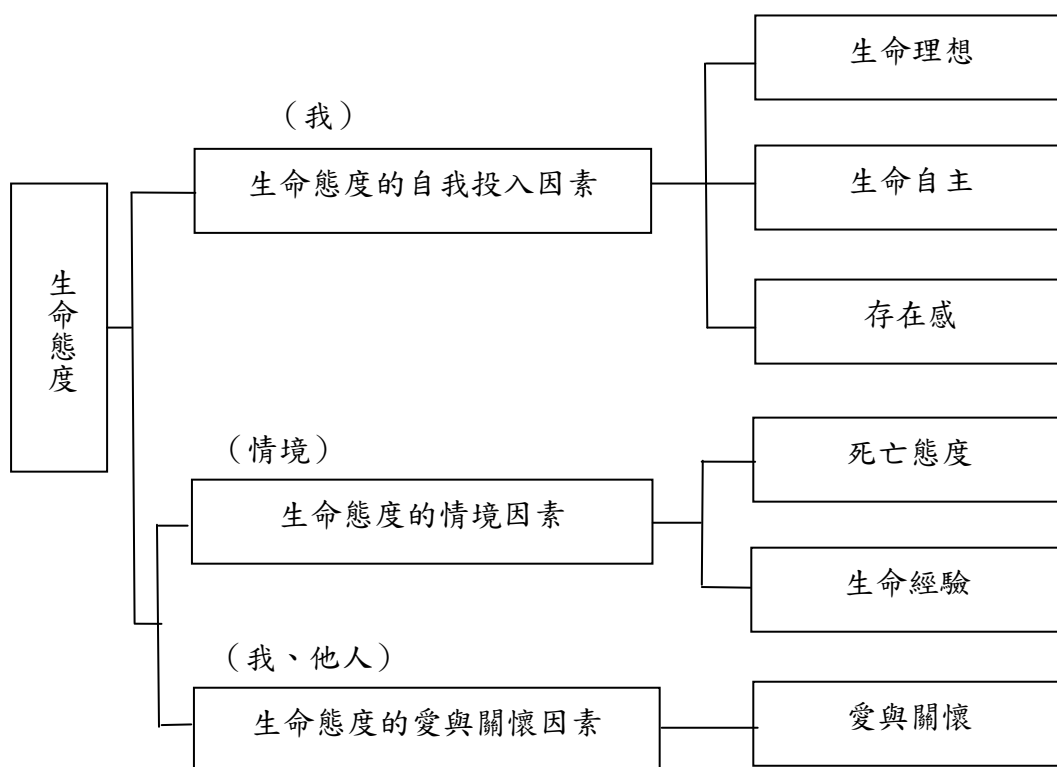 生命態度
（我）
生命態度的自我投入因素
生命理想
生命自主
存在感
（情境）
生命態度的情境因素
死亡態度
生命經驗
（我、他人）
生命態度的愛與關懷因素
愛與關懷